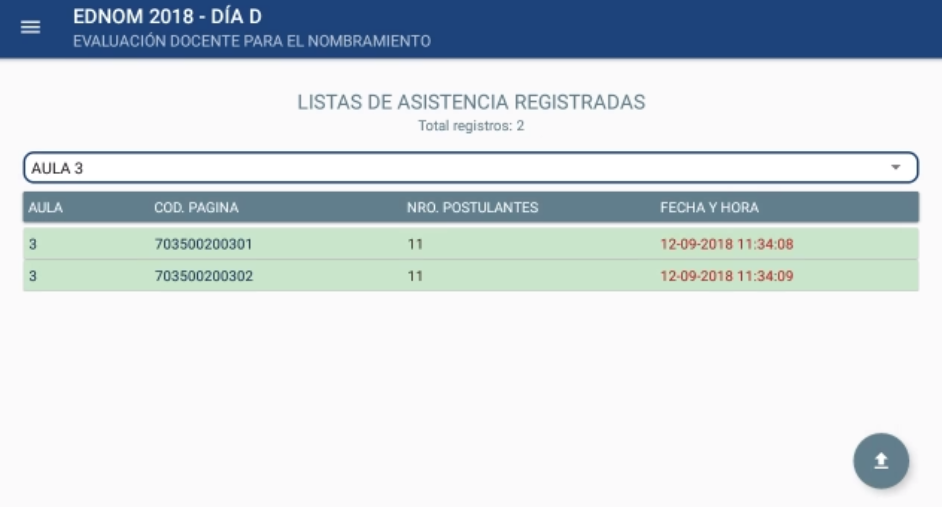 EDNOM 2018 - DÍA D
EVALUACIÓN DOCENTE PARA EL NOMBRAMIENTO
LISTAS DE ASISTENCIA REGISTRADAS
Total registros: 2
AULA 3
AULA COD. PAGINA NRO. POSTULANTES FECHA Y HORA
3 703500200301 11 12-09-2018 11:34:08
3 703500200302 11 12-09-2018 11:34:09